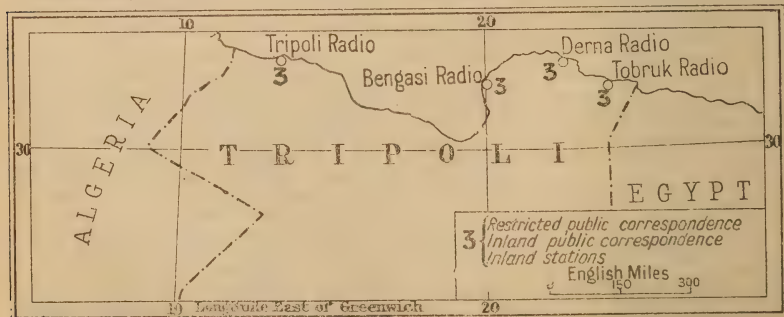 10 20
Tripoli Radio
3
Bengasi Radio
3
Derna Radio
3
Tobruk Radio
3
ALGERIA
30 TRIPOLI 30
EGYPT
3 { Restricted public correspondence
Inland public correspondence
Inland stations
English Miles
0 150 300
10 Longitude East of Greenwich 20